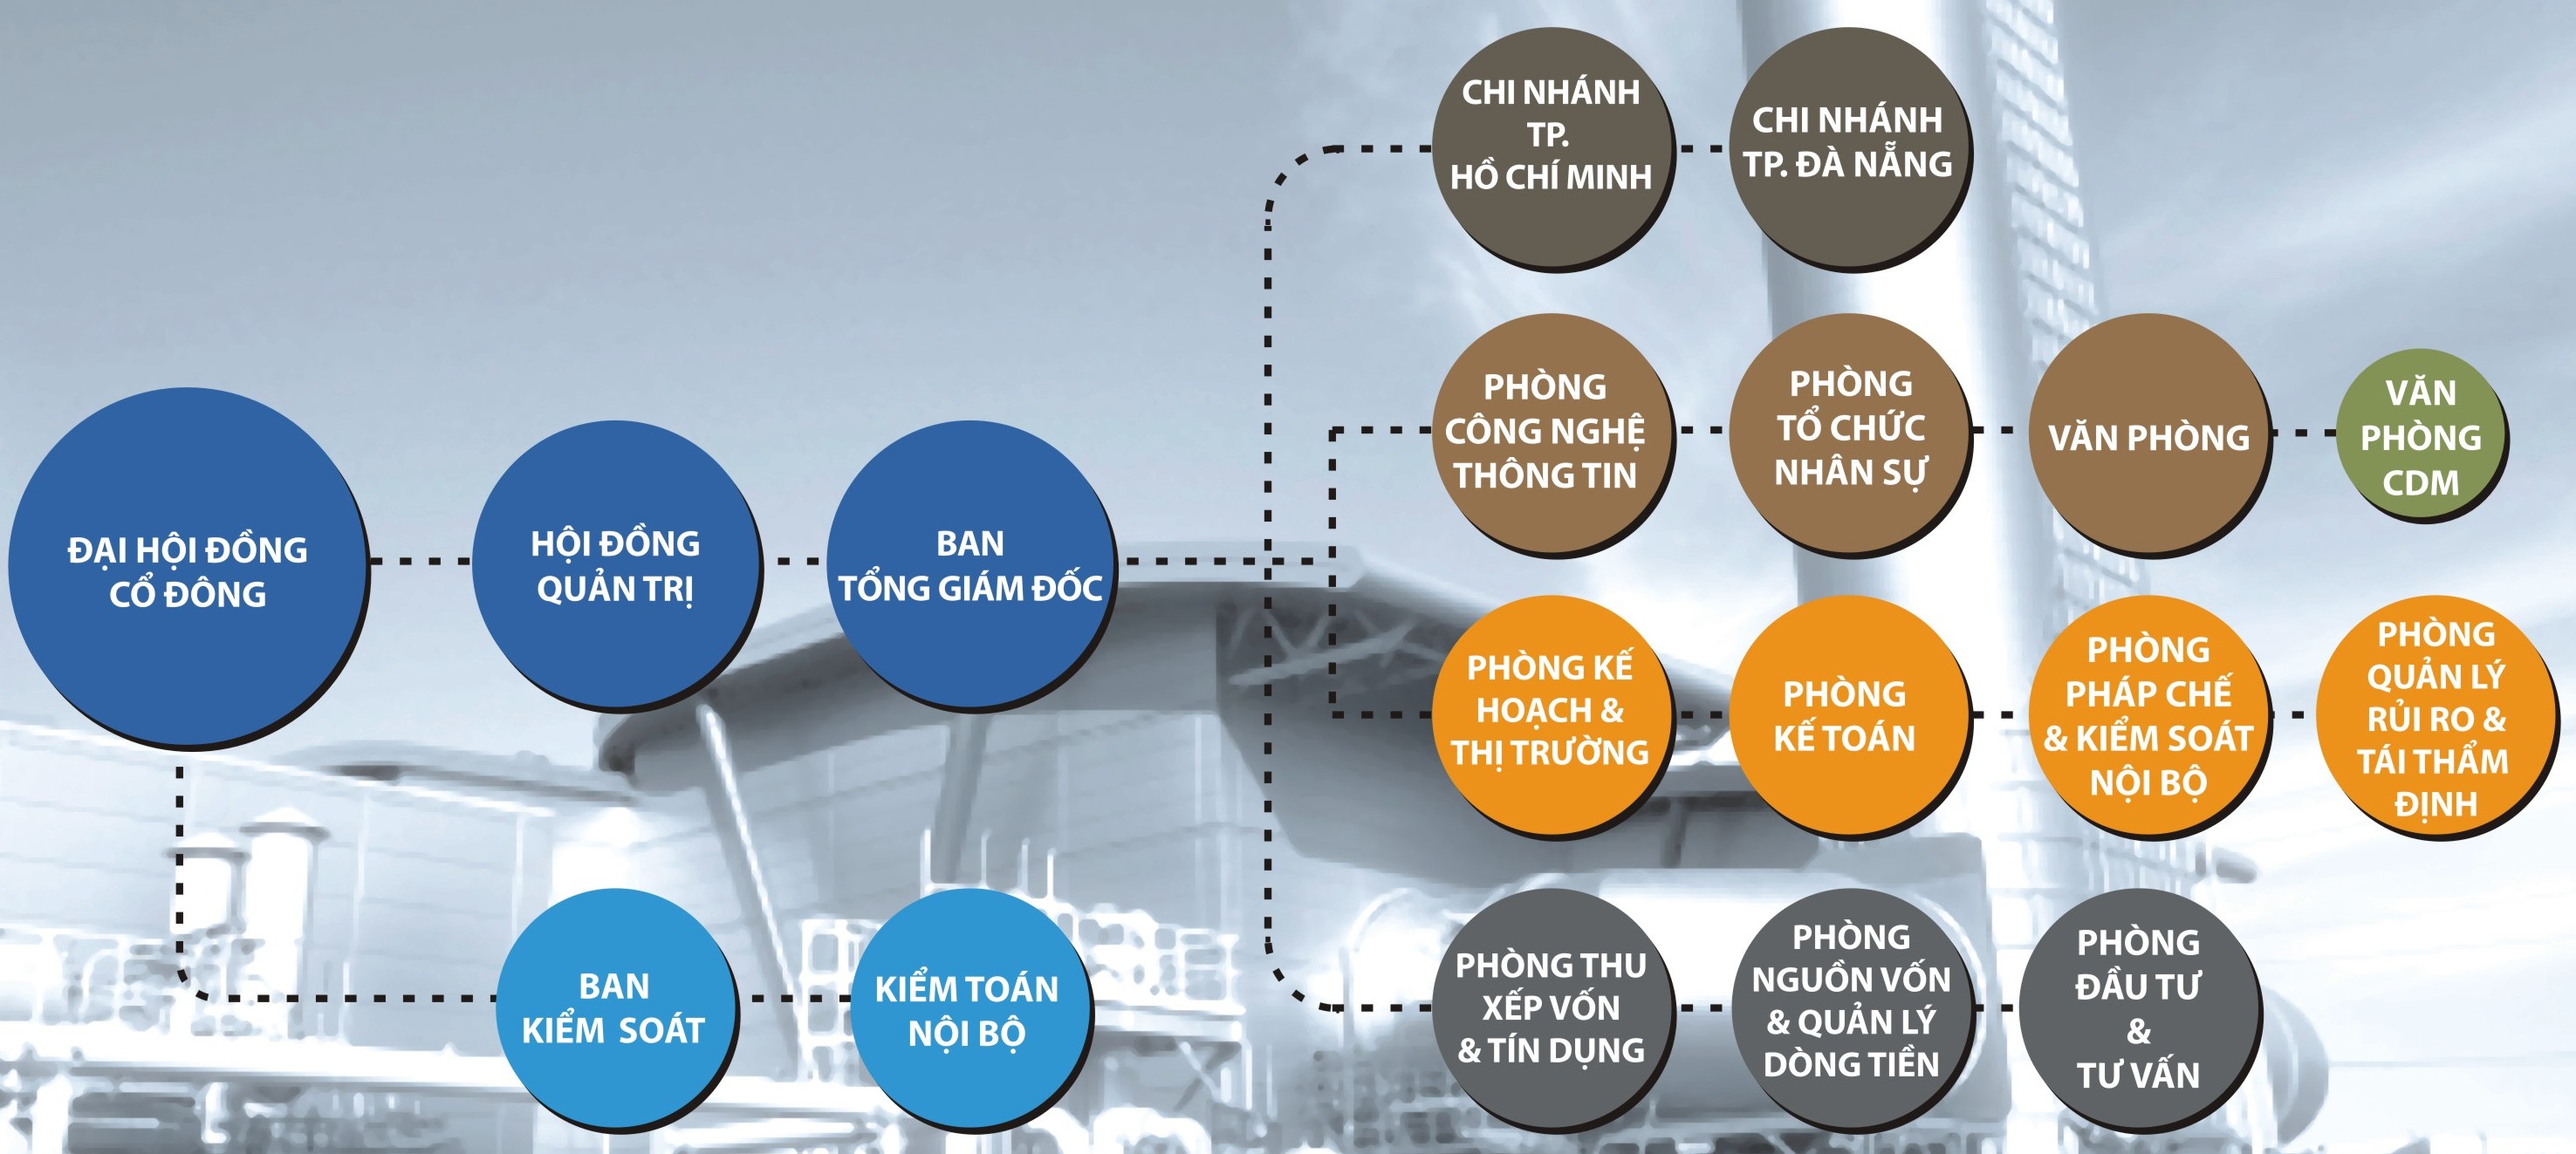 CHI NHÁNH
TP.
HỒ CHÍ MINH
CHI NHÁNH
TP. ĐÀ NẴNG
PHÒNG
CÔNG NGHỆ
THÔNG TIN
PHÒNG
TỔ CHỨC
NHÂN SỰ
VĂN PHÒNG
VĂN
PHÒNG
CDM
ĐẠI HỘI ĐỒNG
CỔ ĐÔNG
HỘI ĐỒNG
QUẢN TRỊ
BAN
TỔNG GIÁM ĐỐC
PHÒNG KẾ
HOẠCH &
THỊ TRƯỜNG
PHÒNG
KẾ TOÁN
PHÒNG
PHÁP CHẾ
& KIỂM SOÁT
NỘI BỘ
PHÒNG
QUẢN LÝ
RỦI RO &
TÁI THẨM
ĐỊNH
BAN
KIỂM SOÁT
KIỂM TOÁN
NỘI BỘ
PHÒNG THU
XẾP VỐN
& TÍN DỤNG
PHÒNG
NGUỒN VỐN
& QUẢN LÝ
DÒNG TIỀN
PHÒNG
ĐẦU TƯ
&
TƯ VẤN